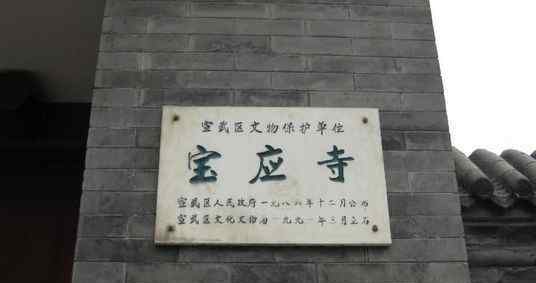 宣武区文物保护单位
宝应寺
宣武区人民政府一九八六年十二月公布
宣武区文化文物局一九九一年三月立石